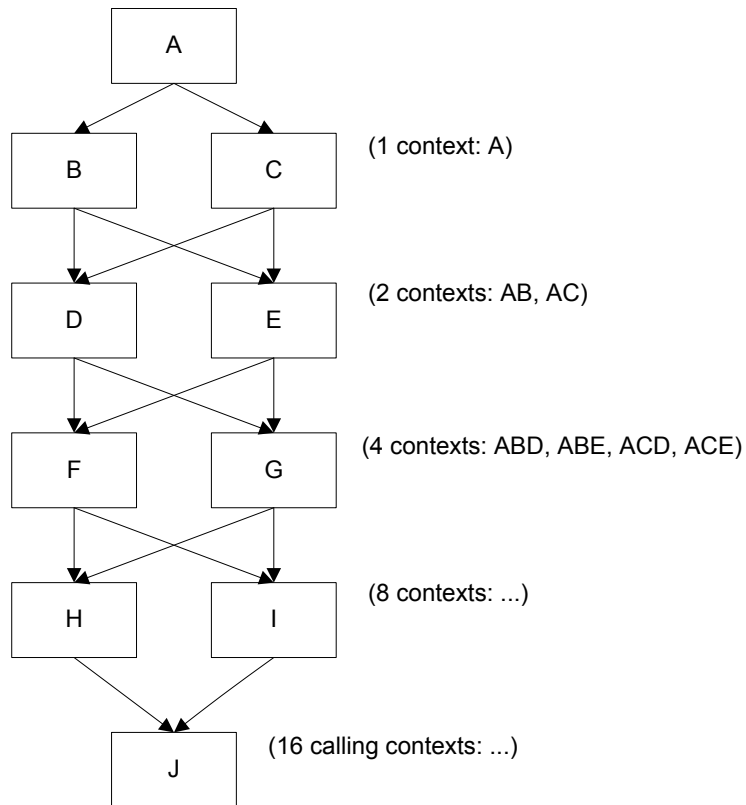 A
B C (1 context: A)
D E (2 contexts: AB, AC)
F G (4 contexts: ABD, ABE, ACD, ACE)
H I (8 contexts: ...)
J (16 calling contexts: ...)